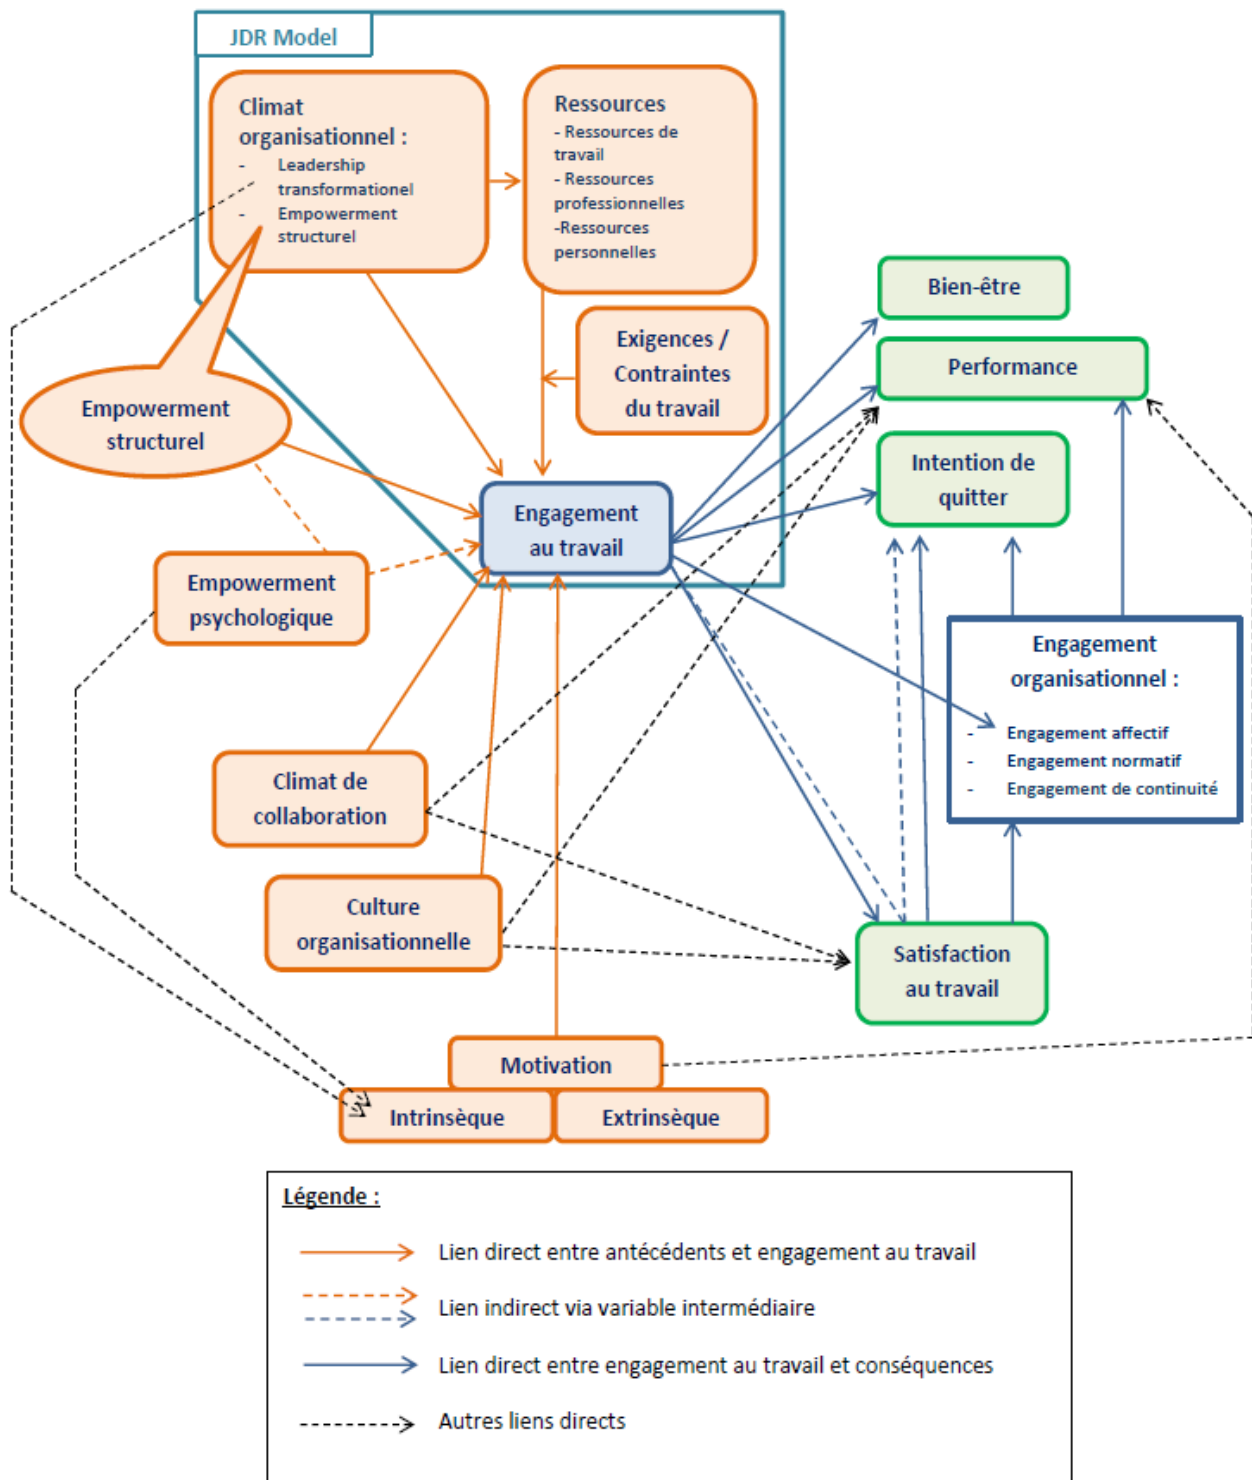 JDR Model
Climat
organisationnel :
- Leadership
transformationel
- Empowerment
structurel
Ressources
- Ressources de
travail
- Ressources
professionnelles
-Ressources
personnelles
Exigences /
Contraintes
du travail
Empowerment
structurel
Engagement
au travail
Empowerment
psychologique
Climat de
collaboration
Culture
organisationnelle
Motivation
Intrinsèque
Extrinsèque
Bien-être
Performance
Intention de
quitter
Engagement
organisationnel :
- Engagement affectif
- Engagement normatif
- Engagement de continuité
Satisfaction
au travail
Légende :
Lien direct entre antécédents et engagement au travail
Lien indirect via variable intermédiaire
Lien direct entre engagement au travail et conséquences
Autres liens directs